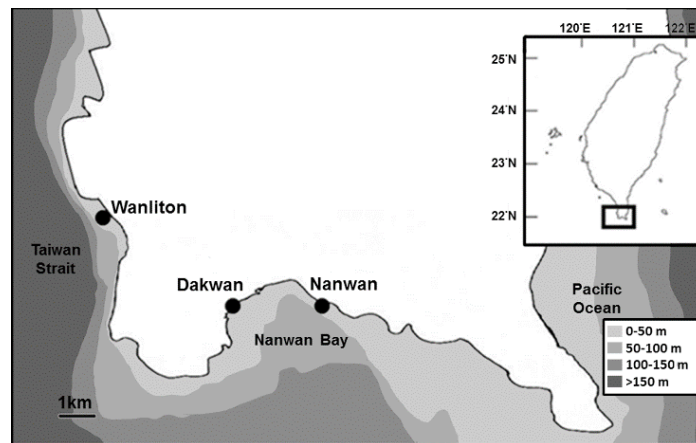 120°E 121°E 122°E
25°N
24°N
23°N
22°N
Wanliton
Taiwan
Strait
Dakwan
Nanwan
Nanwan Bay
Pacific
Ocean
0-50 m
50-100 m
100-150 m
>150 m
1km